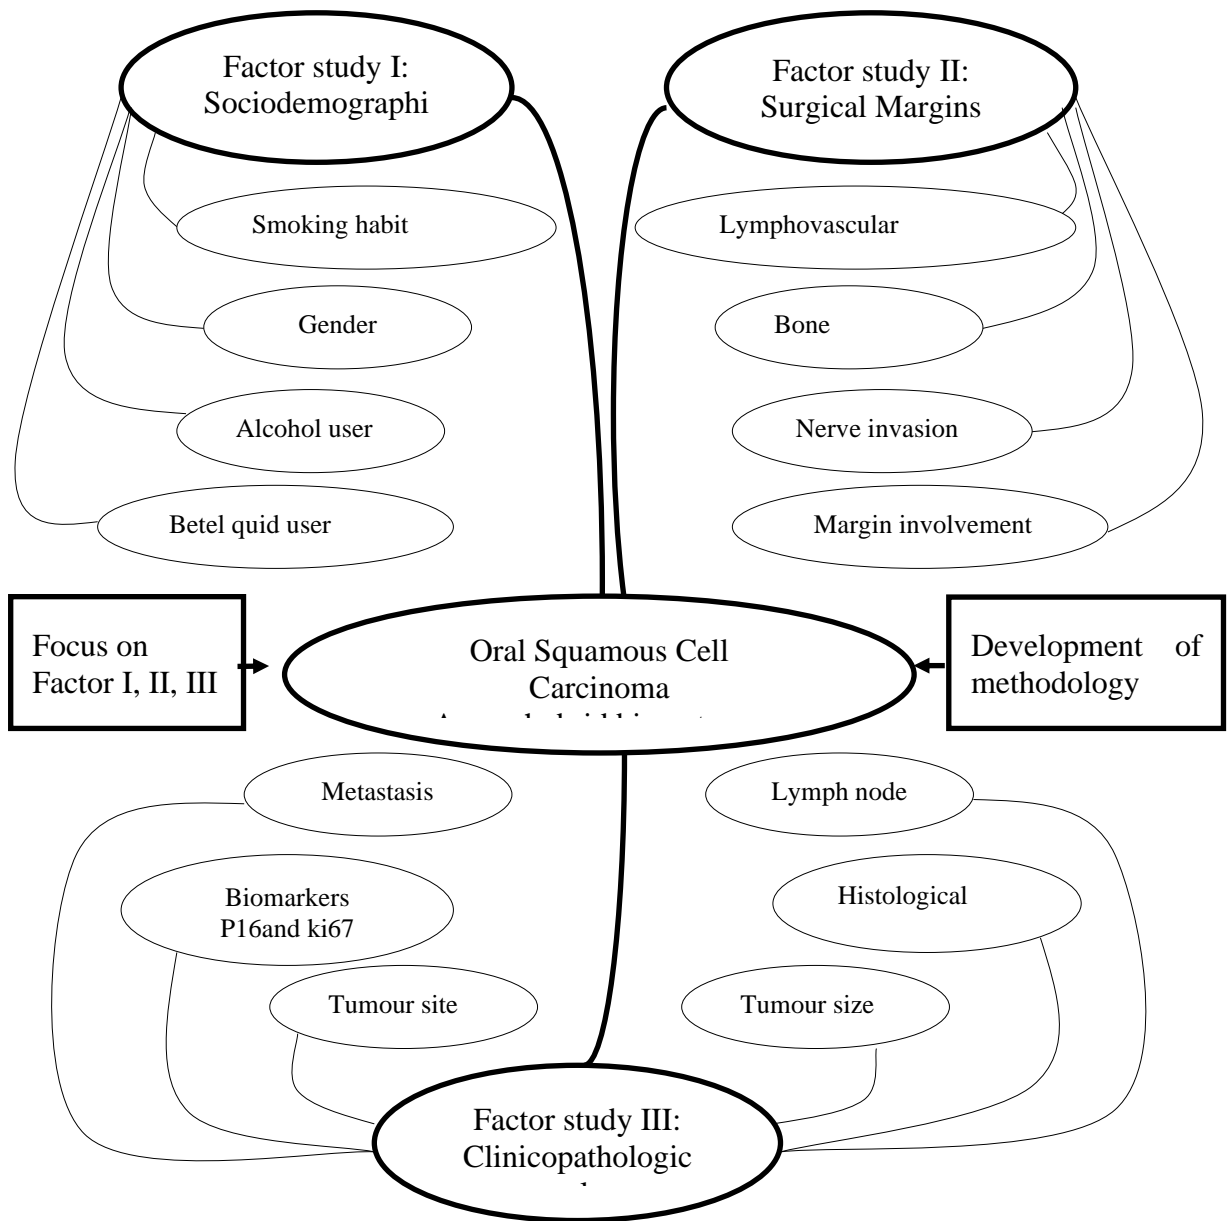 Factor study I:
Sociodemographi
Factor study II:
Surgical Margins
Smoking habit
Lymphovascular
Gender
Bone
Alcohol user
Nerve invasion
Betel quid user
Margin involvement
Focus on
Factor I, II, III
Oral Squamous Cell
Carcinoma
Development of
methodology
Metastasis
Lymph node
Biomarkers
P16and ki67
Histological
Tumour site
Tumour size
Factor study III:
Clinicopathologic